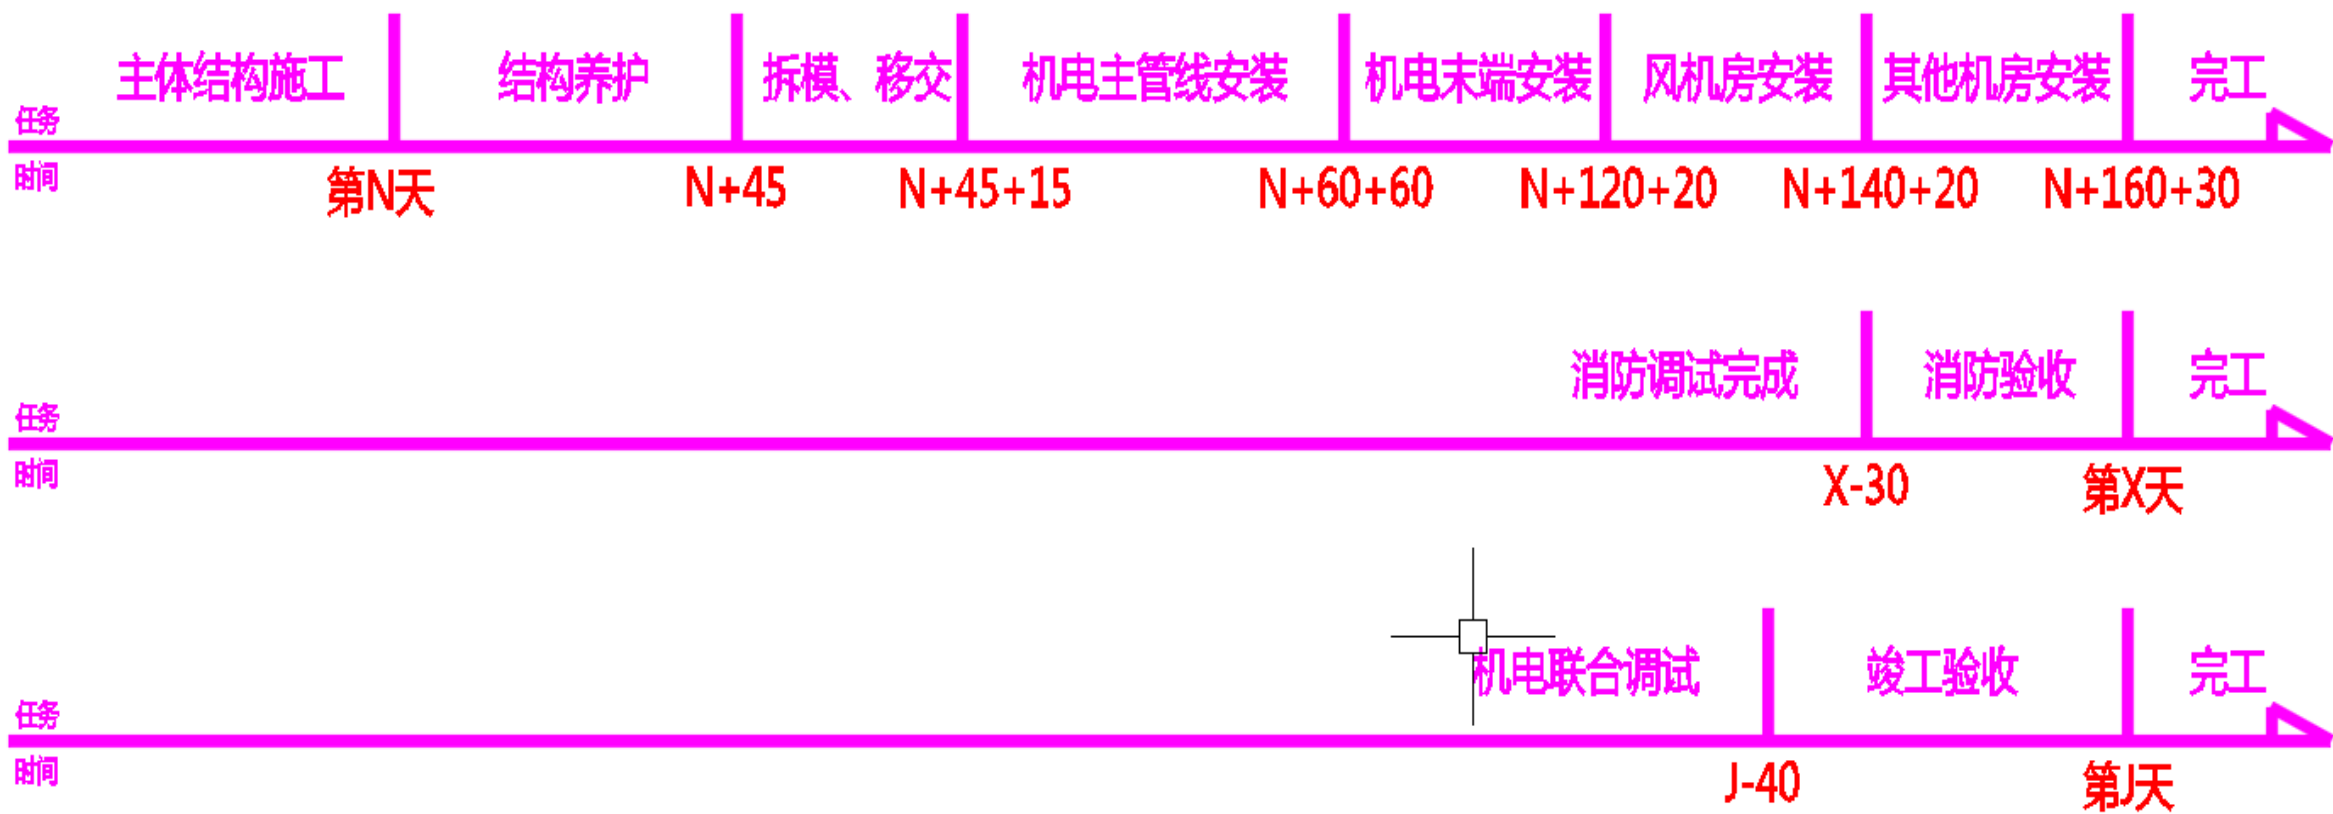 主体结构施工 结构养护 拆模、移交 机电主管线安装 机电末端安装 风机房安装 其他机房安装 完工
任务
时间
第N天 N+45 N+45+15 N+60+60 N+120+20 N+140+20 N+160+30
消防调试完成 消防验收 完工
任务
时间
X-30 第X天
机电联合调试 竣工验收 完工
任务
时间
J-40 第J天